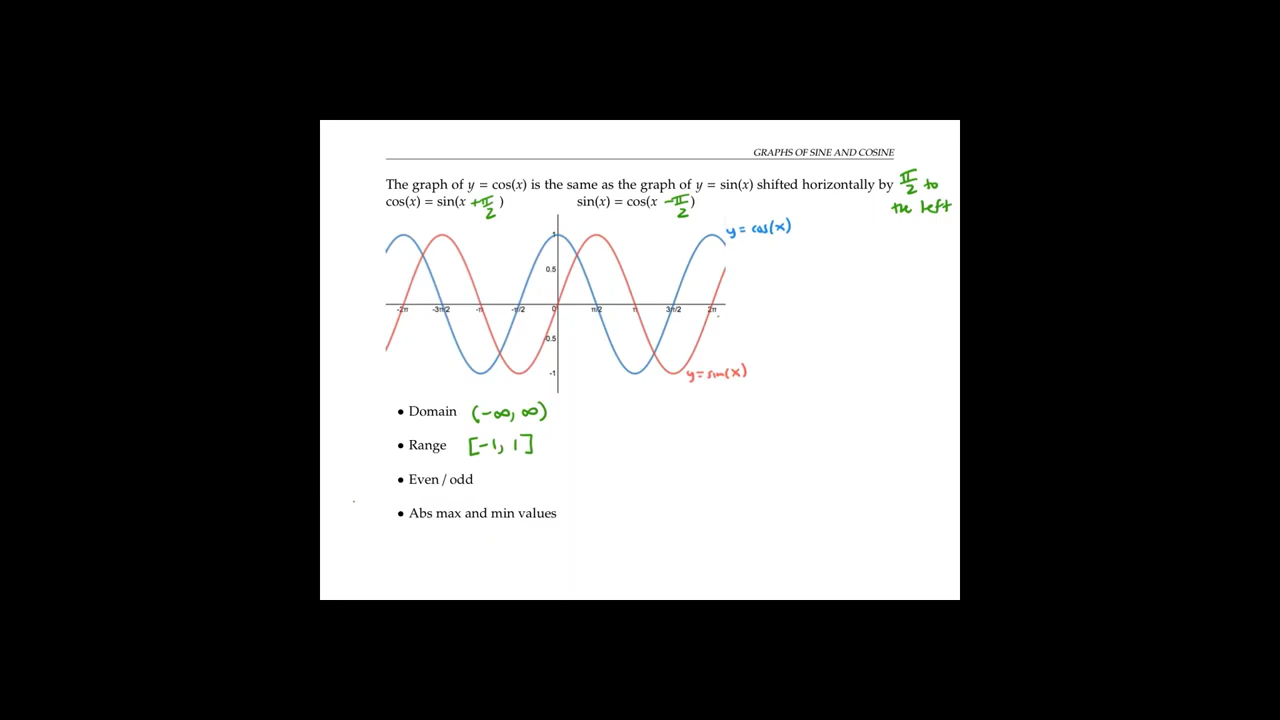 GRAPHS OF SINE AND COSINE
The graph of y = cos(x) is the same as the graph of y = sin(x) shifted horizontally by π/2 to
the left
cos(x) = sin(x + π/2 ) sin(x) = cos(x - π/2 )
y = cos(x)
1
0.5
-2π -3π/2 -π -π/2 0 π/2 π 3π/2 2π
-0.5
-1
y = sin(x)
• Domain (-∞, ∞)
• Range [-1, 1]
• Even / odd
• Abs max and min values